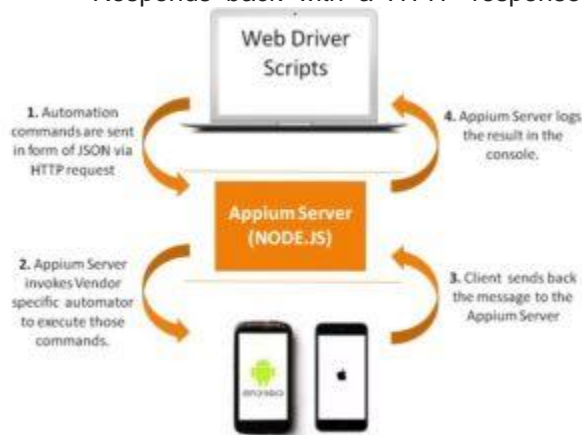 Responds back with a HTTP response
Web Driver
Scripts
1. Automation
commands are sent
in form of JSON via
HTTP request
4. Appium Server logs
the result in the
console.
Appium Server
(NODE.JS)
2. Appium Server
invokes Vendor
specific automator
to execute those
commands.
3. Client sends back
the message to the
Appium Server
ANDROID